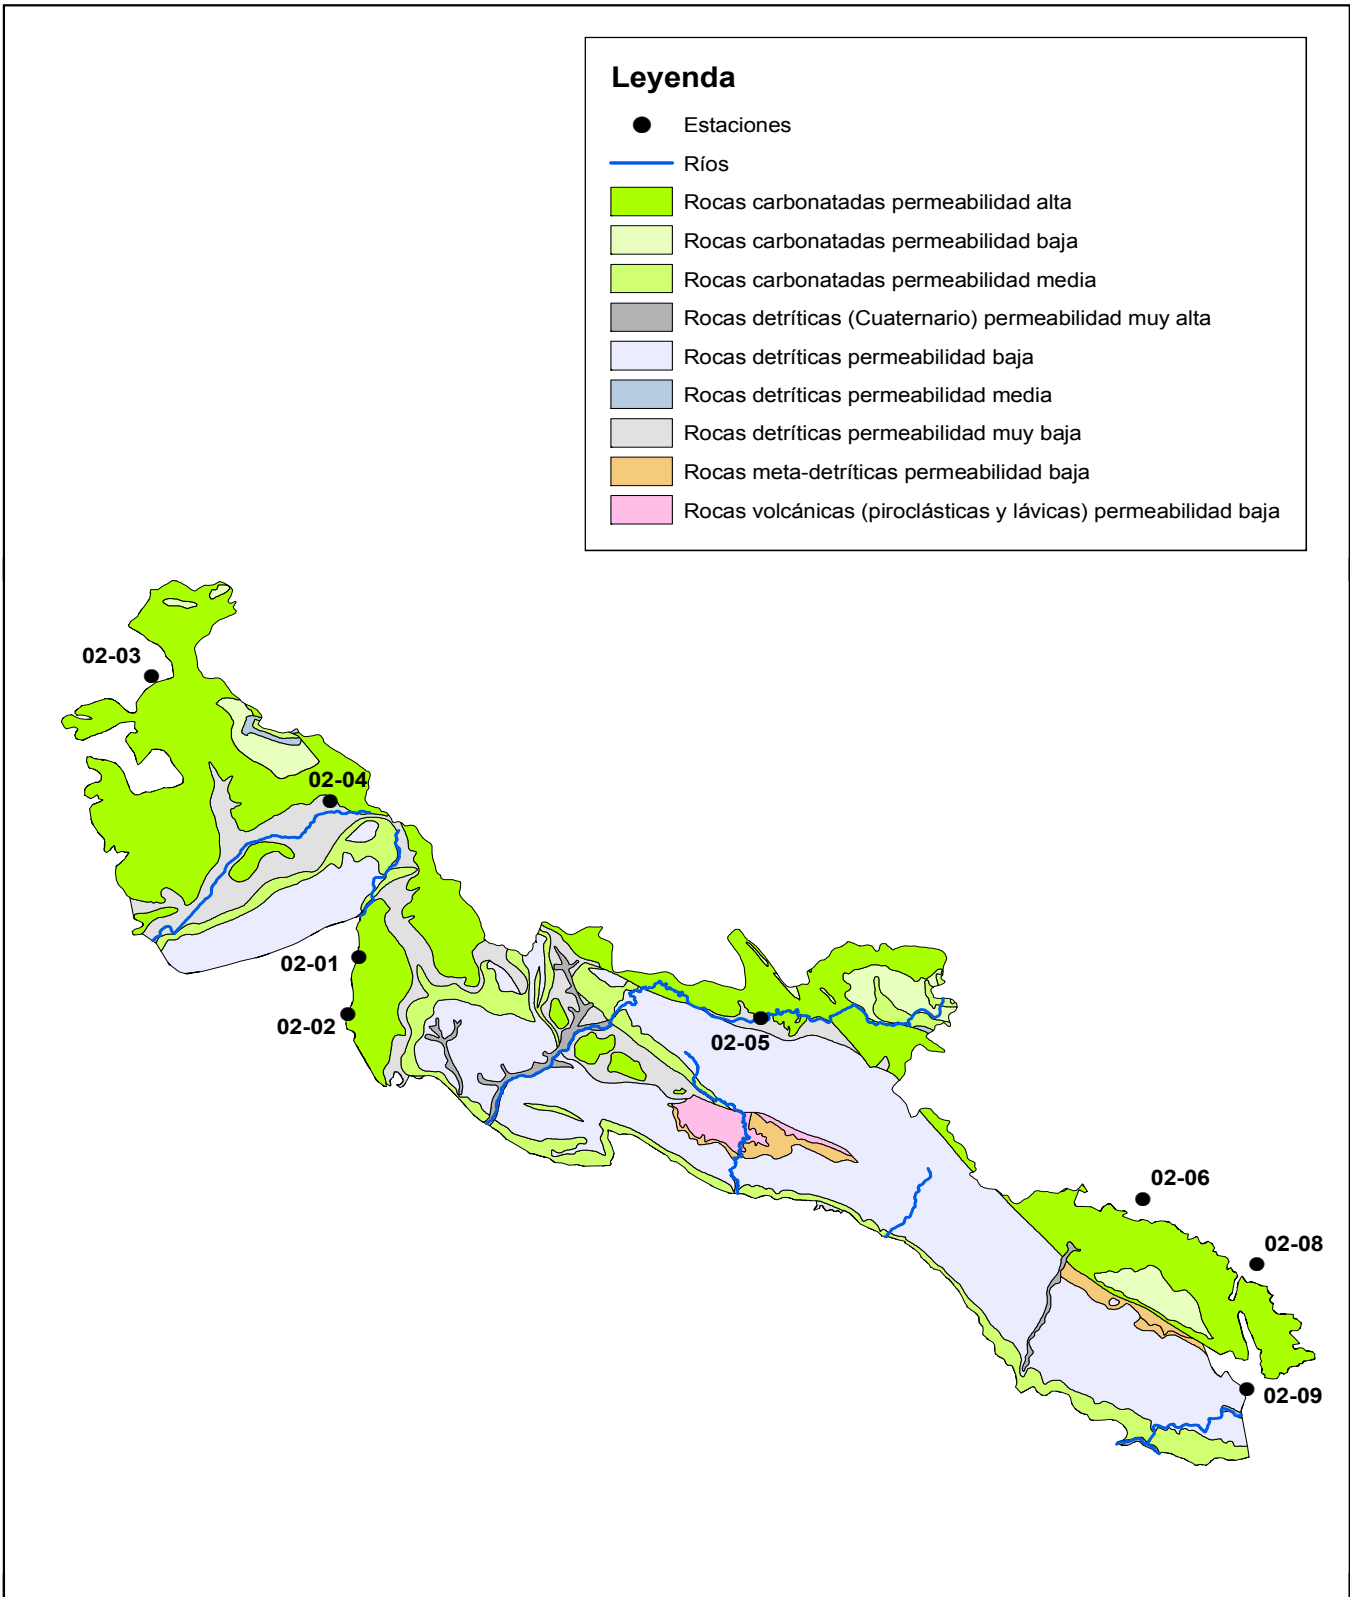 Leyenda
Estaciones
Ríos
Rocas carbonatadas permeabilidad alta
Rocas carbonatadas permeabilidad baja
Rocas carbonatadas permeabilidad media
Rocas detríticas (Cuaternario) permeabilidad muy alta
Rocas detríticas permeabilidad baja
Rocas detríticas permeabilidad media
Rocas detríticas permeabilidad muy baja
Rocas meta-detríticas permeabilidad baja
Rocas volcánicas (piroclásticas y lávicas) permeabilidad baja
02-03
02-04
02-01
02-02
02-05
02-06
02-08
02-09